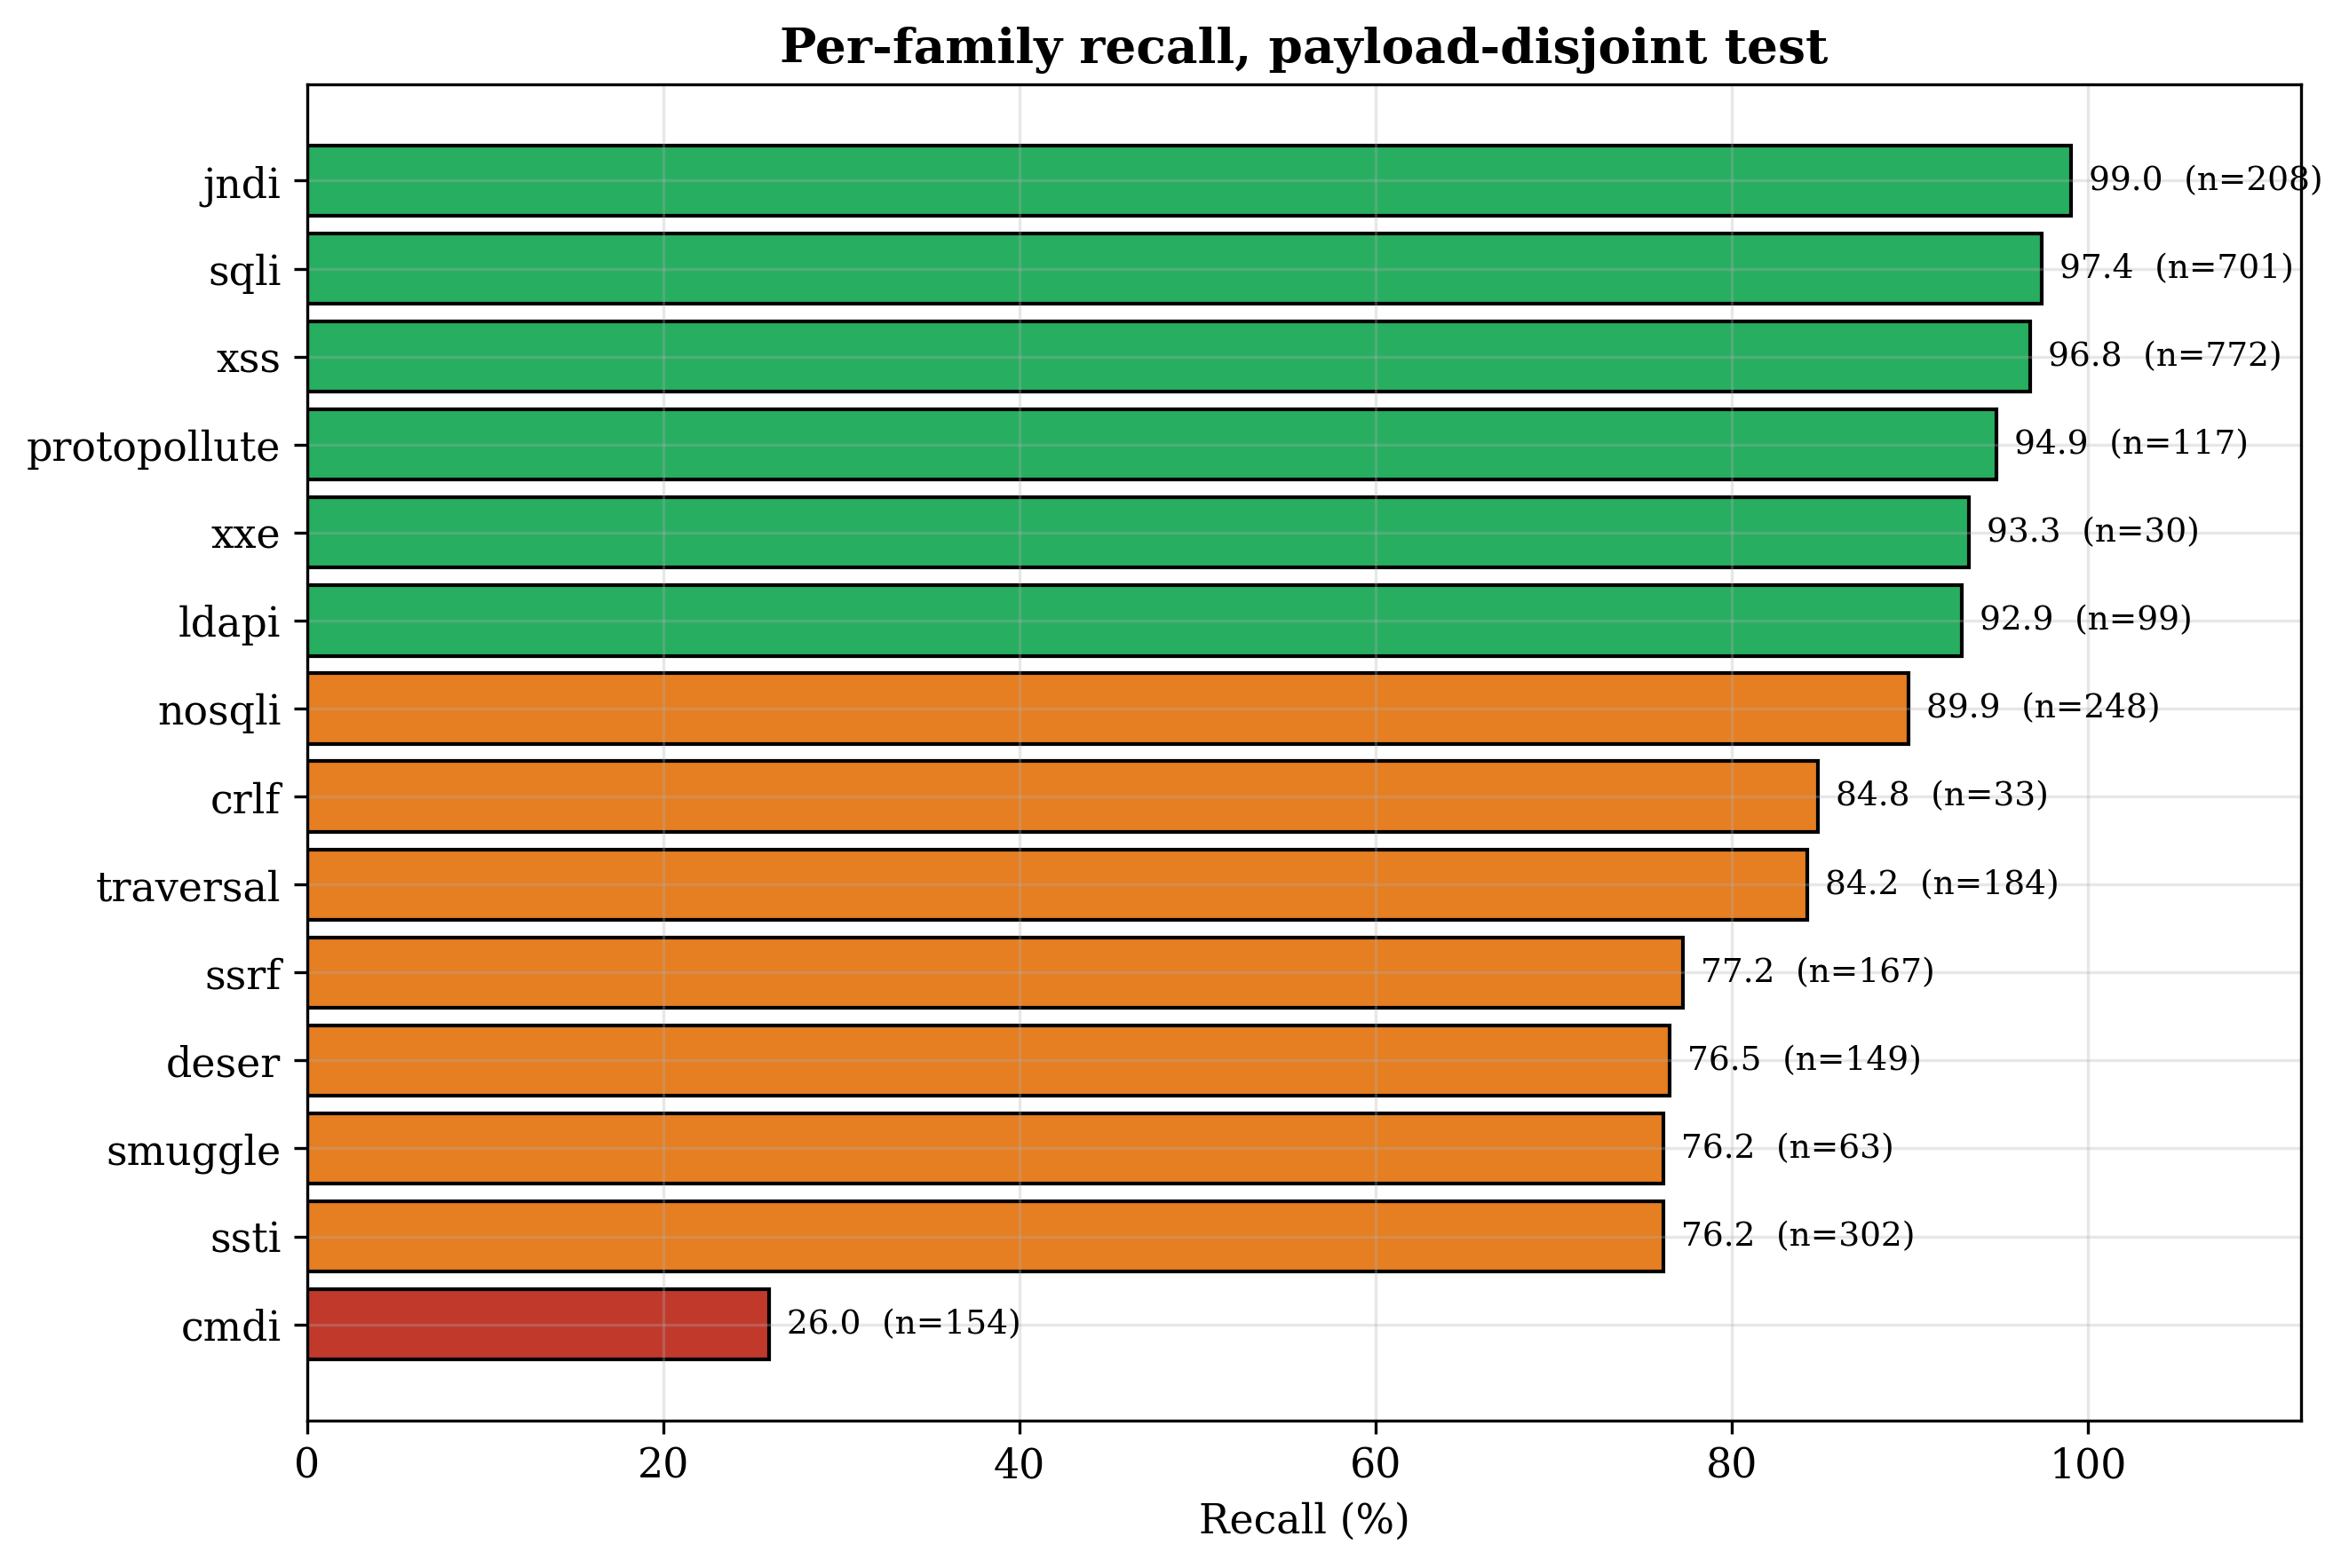 Per-family recall, payload-disjoint test
jndi 99.0 (n=208)
sqli 97.4 (n=701)
xss 96.8 (n=772)
protopollute 94.9 (n=117)
xxe 93.3 (n=30)
ldapi 92.9 (n=99)
nosqli 89.9 (n=248)
crlf 84.8 (n=33)
traversal 84.2 (n=184)
ssrf 77.2 (n=167)
deser 76.5 (n=149)
smuggle 76.2 (n=63)
ssti 76.2 (n=302)
cmdi 26.0 (n=154)
0 20 40 60 80 100
Recall (%)